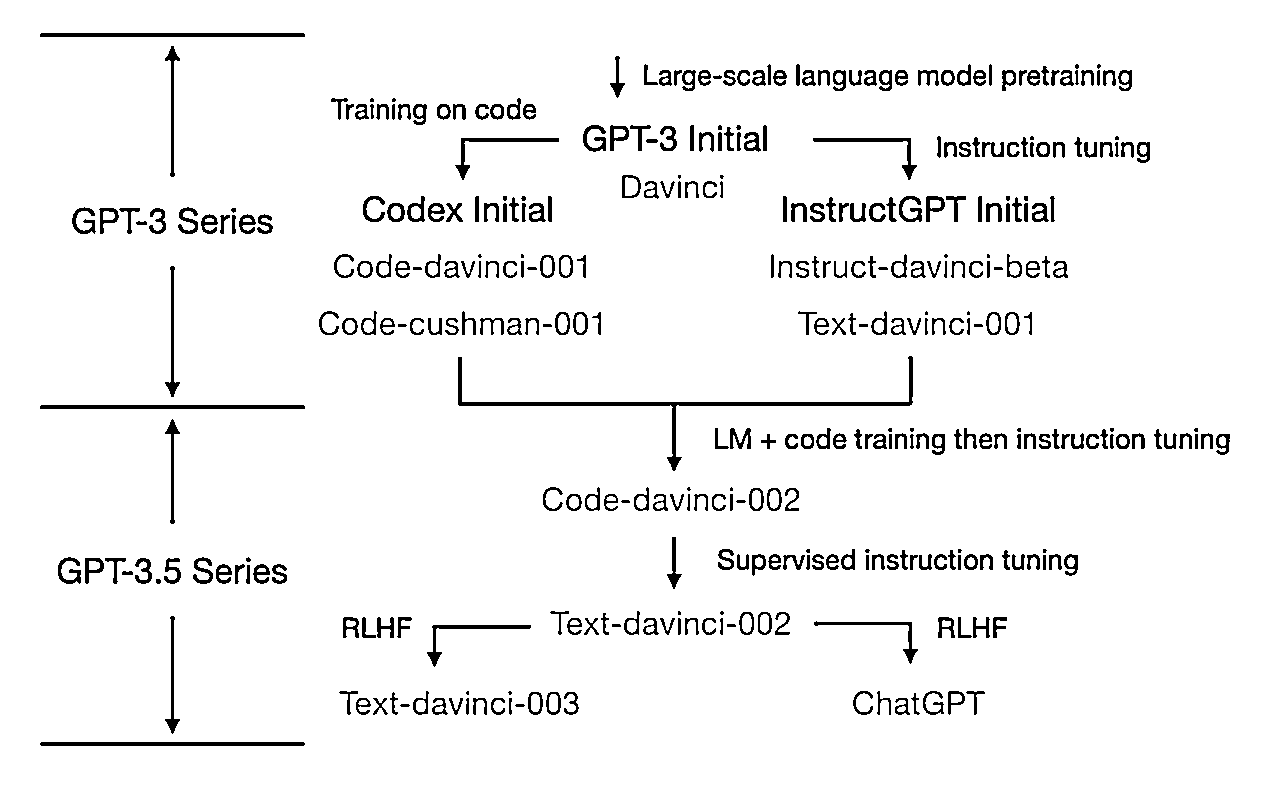 Large-scale language model pretraining
Training on code
GPT-3 Initial
Instruction tuning
Davinci
Codex Initial
InstructGPT Initial
GPT-3 Series
Code-davinci-001
Instruct-davinci-beta
Code-cushman-001
Text-davinci-001
LM + code training then instruction tuning
Code-davinci-002
Supervised instruction tuning
GPT-3.5 Series
RLHF
Text-davinci-002
RLHF
Text-davinci-003
ChatGPT